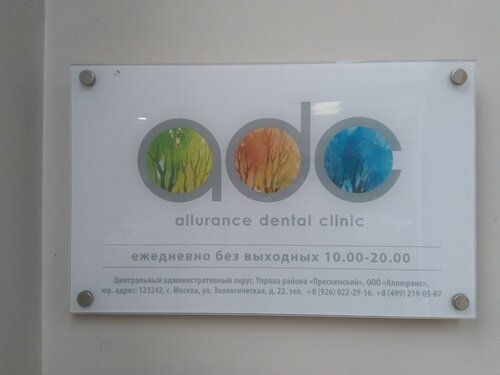 adc
allurance dental clinic
ежедневно без выходных 10.00-20.00
Центральный административный округ. Управа района «Пресненский», ООО «Аллюранс»,
юр. адрес: 123242, г. Москва, ул. Зоологическая, д. 22, тел. +8 (926) 022-29-16, +8 (499) 219-03-07